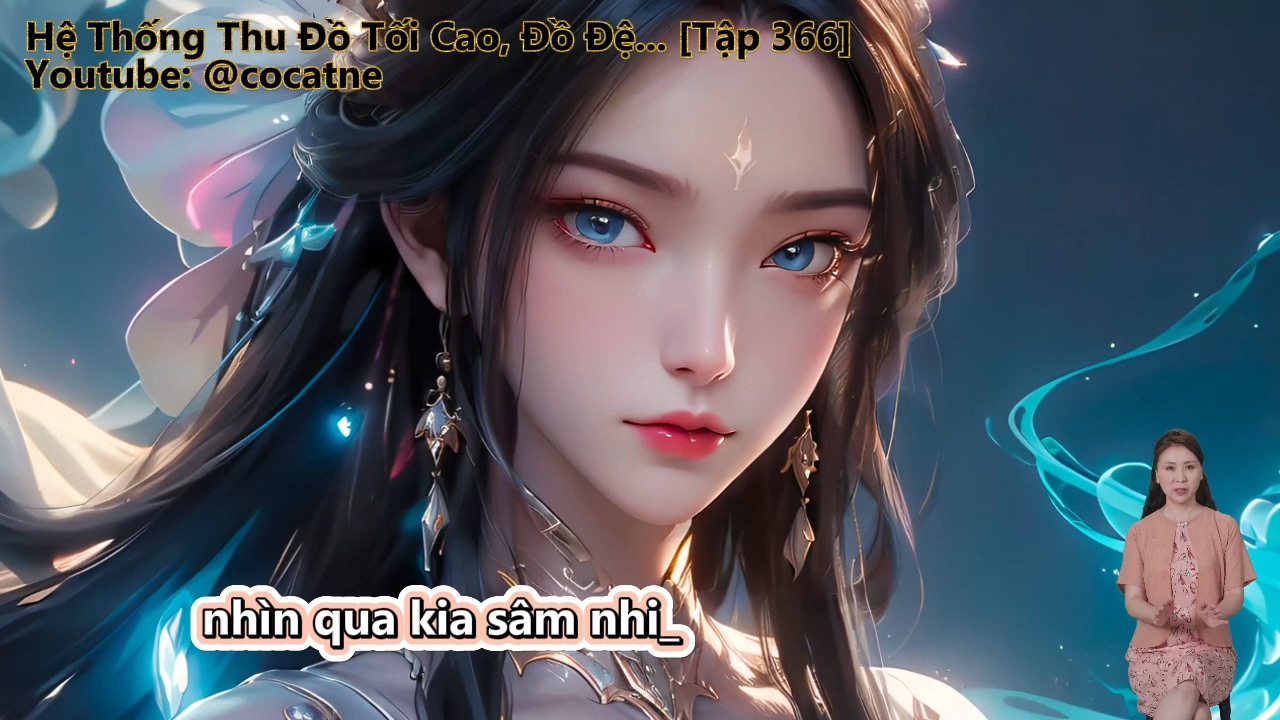 Hệ Thống Thu Đồ Tối Cao, Đồ Đệ... [Tập 366]
Youtube: @cocatne
nhìn qua kia sâm nhi_